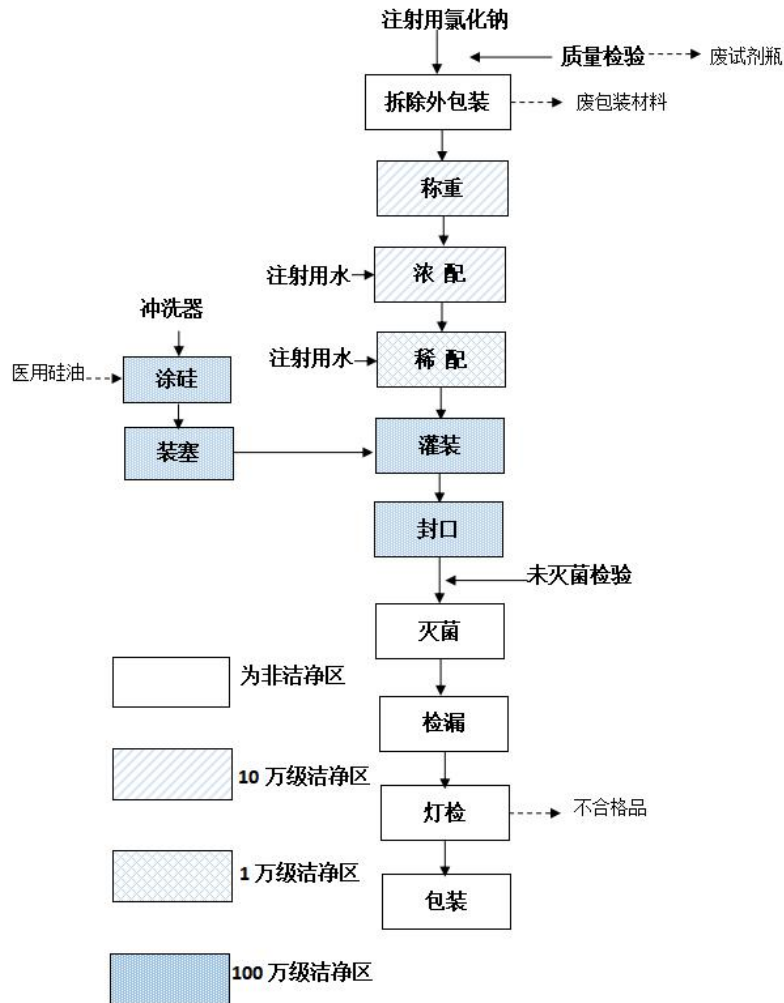 注射用氯化钠
质量检验
废试剂瓶
拆除外包装
废包装材料
称重
注射用水
浓 配
冲洗器
注射用水
稀 配
医用硅油
涂硅
装塞
灌装
封口
未灭菌检验
灭菌
为非洁净区
检漏
10 万级洁净区
灯检
不合格品
1 万级洁净区
包装
100 万级洁净区